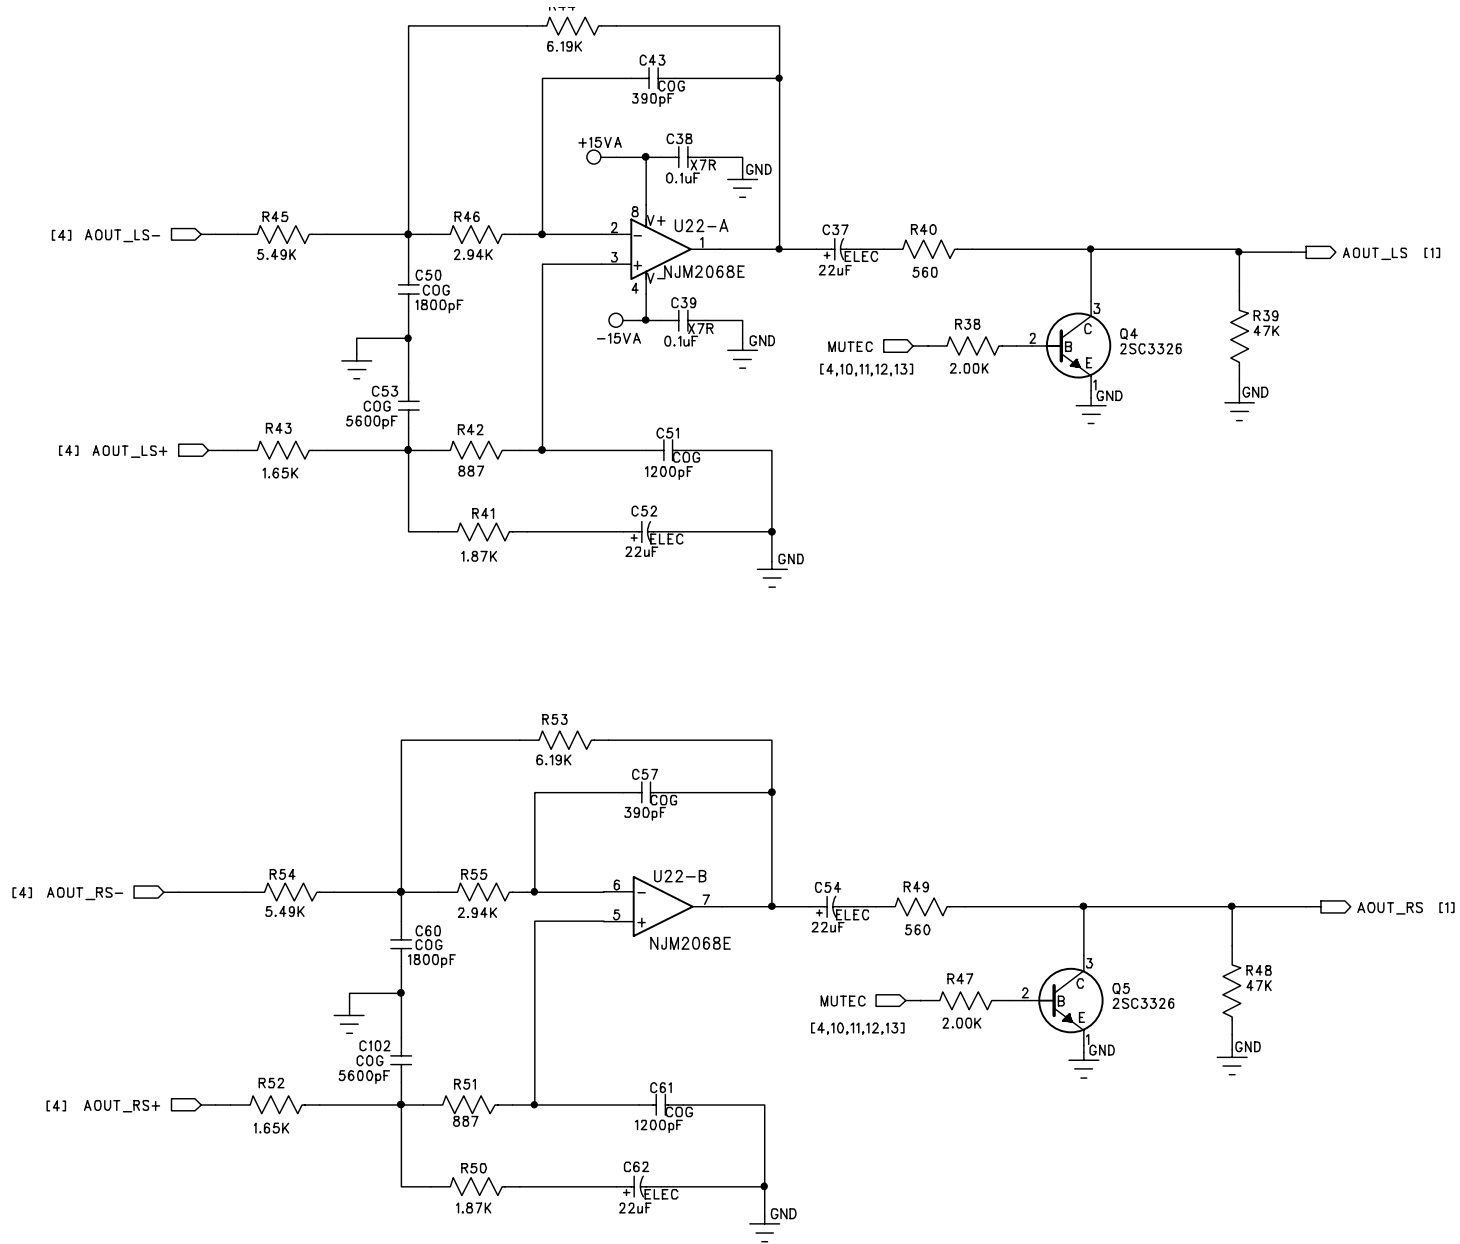 6.19K
C43
COG
390pF
+15VA
C38
X7R
0.1uF
GND
R45
R46
8
V+
U22-A
[4] AOUT_LS-
2
-
1
C37
R40
5.49K
2.94K
3
+
+
ELEC
AOUT_LS [1]
C50
COG
1800pF
V-
NJM2068E
22uF
560
4
C39
X7R
0.1uF
-15VA
GND
R38
3
C
Q4
2SC3326
R39
47K
MUTEC
2
B
E
[4,10,11,12,13]
2.00K
1
GND
GND
C53
COG
5600pF
R43
R42
C51
[4] AOUT_LS+
COG
1.65K
887
1200pF
R41
C52
+
ELEC
1.87K
22uF
GND
R53
6.19K
C57
COG
390pF
R54
R55
U22-B
[4] AOUT_RS-
6
-
7
C54
R49
5.49K
2.94K
5
+
+
ELEC
AOUT_RS [1]
C60
COG
1800pF
NJM2068E
22uF
560
R47
3
C
Q5
2SC3326
R48
47K
MUTEC
2
B
E
[4,10,11,12,13]
2.00K
1
GND
GND
C102
COG
5600pF
R52
R51
C61
[4] AOUT_RS+
COG
1.65K
887
1200pF
R50
C62
+
ELEC
1.87K
22uF
GND